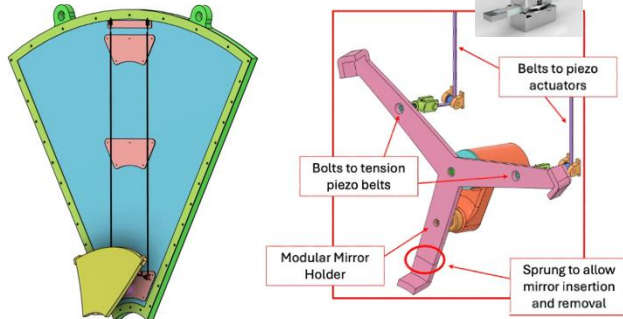 Belts to piezo
actuators
Bolts to tension
piezo belts
Modular Mirror
Holder
Sprung to allow
mirror insertion
and removal